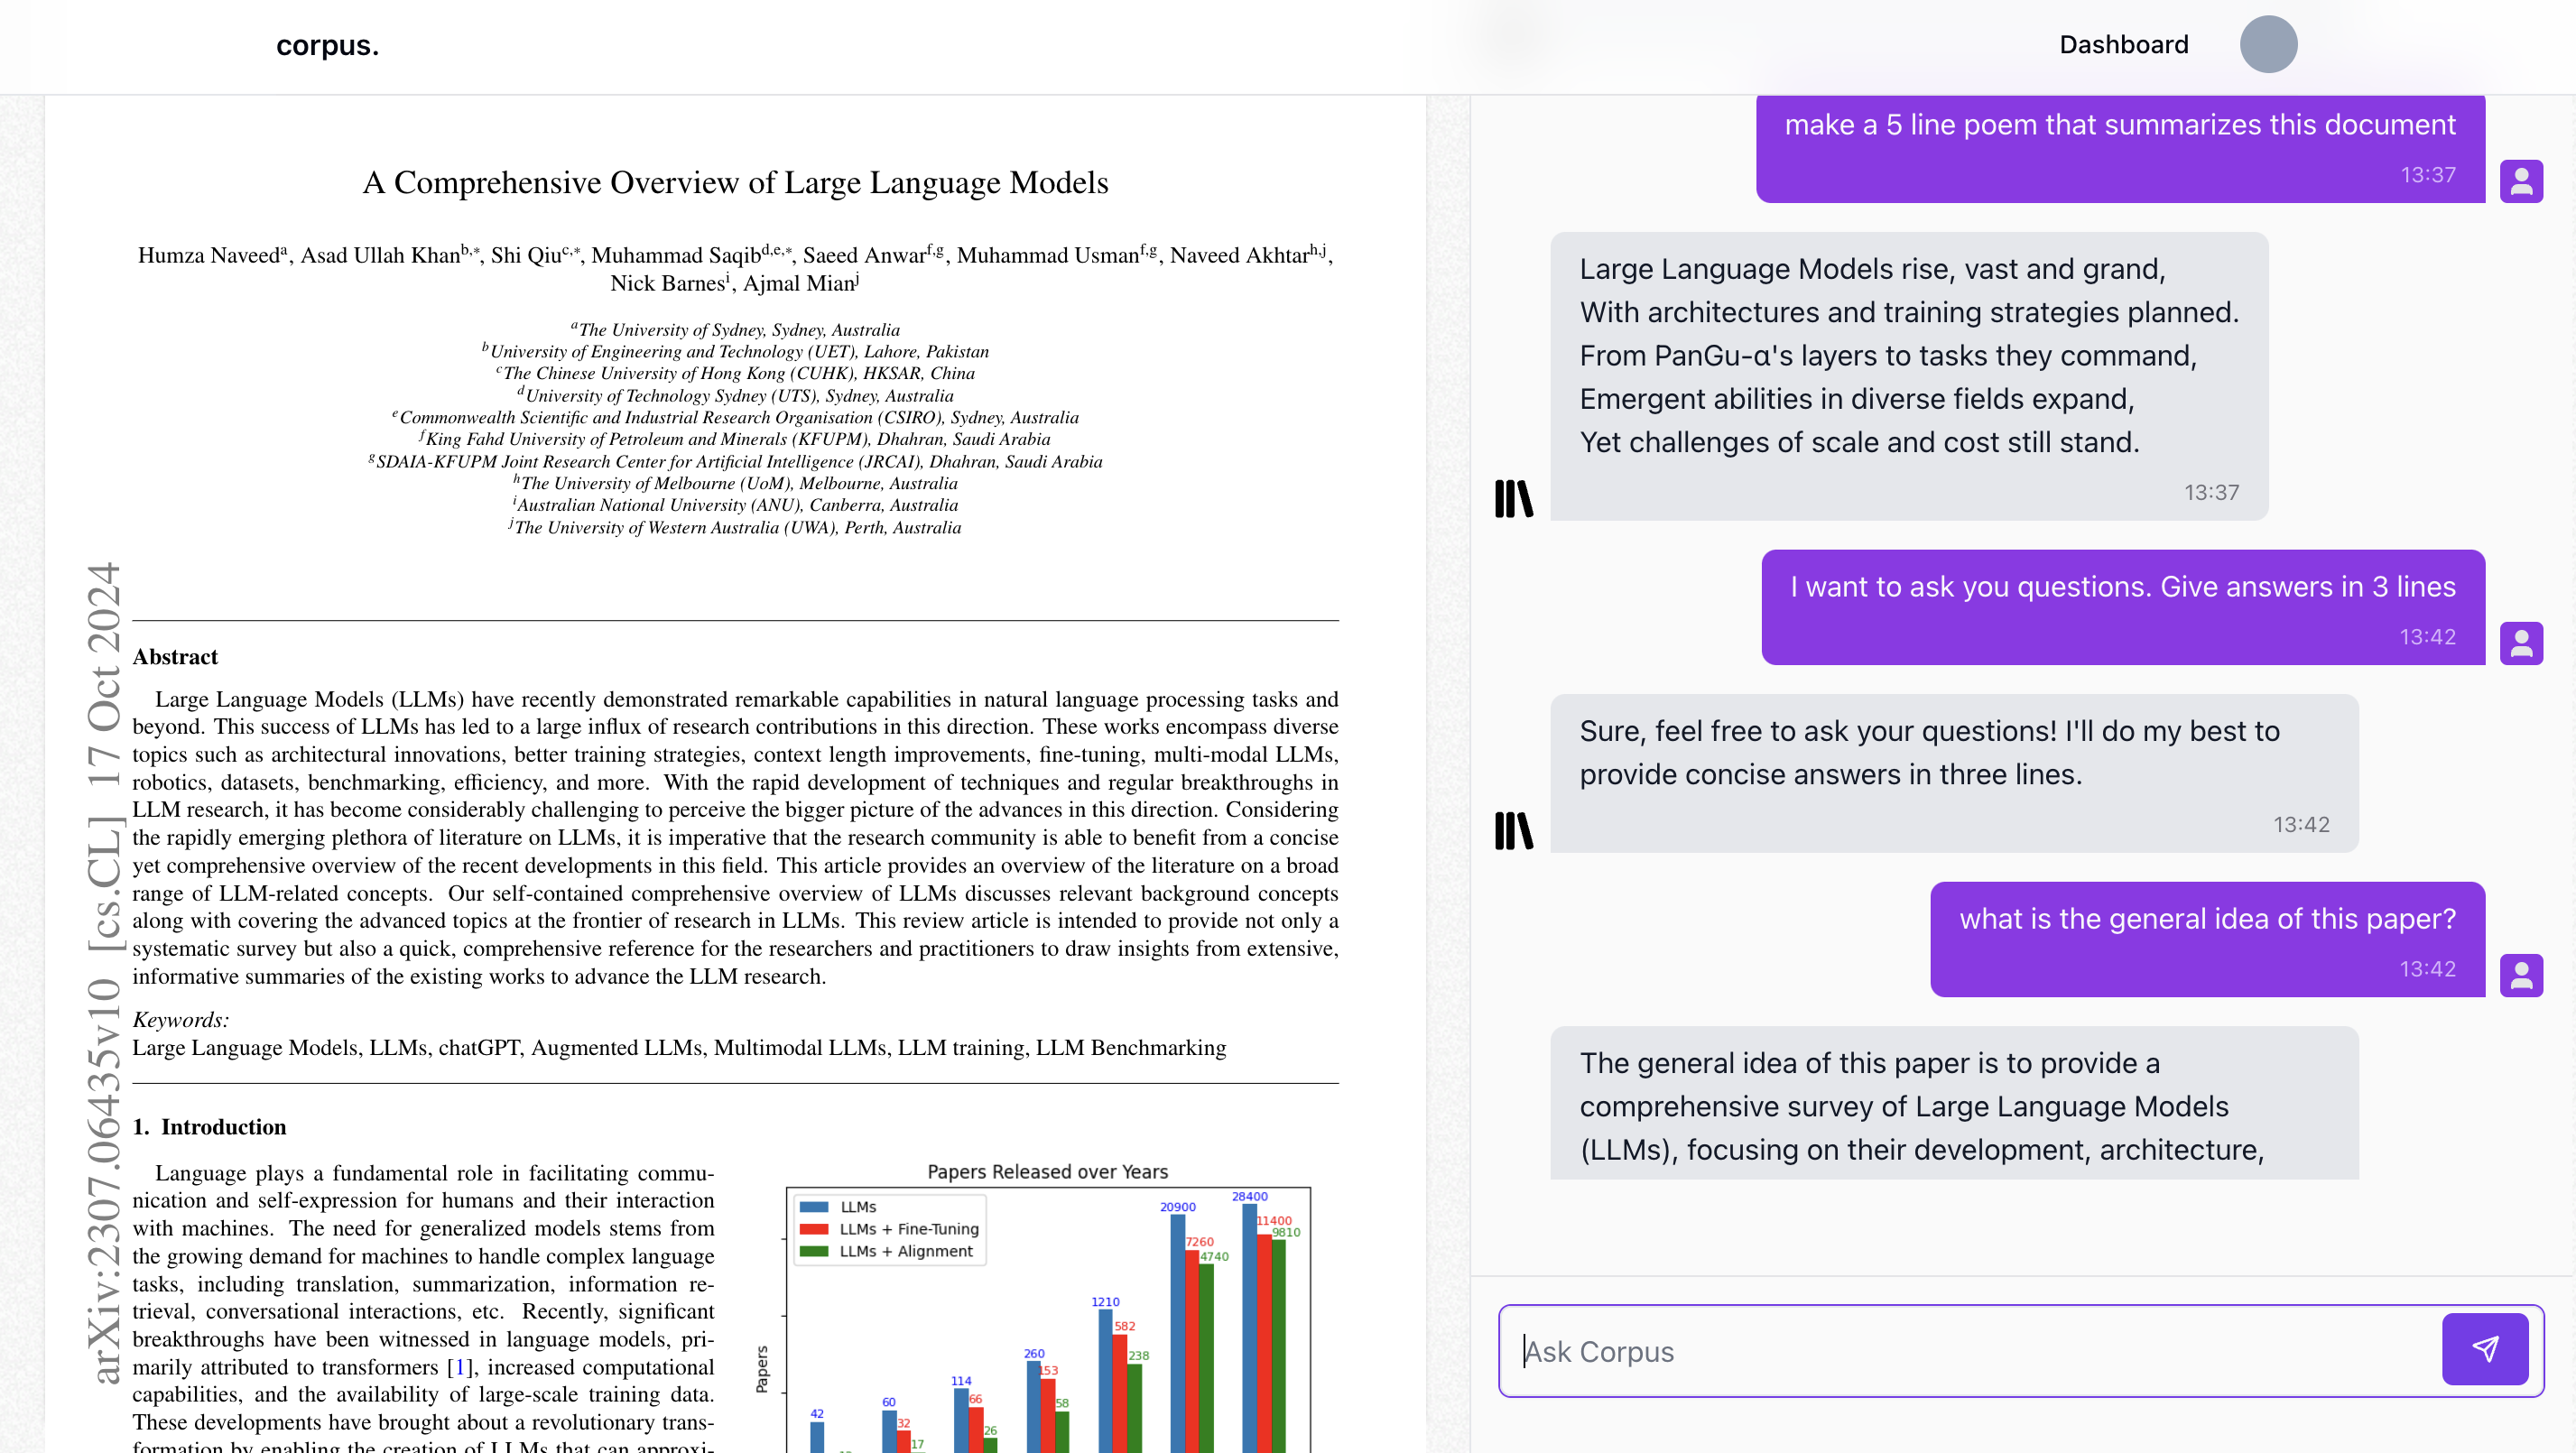 corpus.
Dashboard
A Comprehensive Overview of Large Language Models
Humza Naveedᵃ, Asad Ullah Khanᵇ,*, Shi Qiuᶜ,*, Muhammad Saqibᵈ,ᵉ,*, Saeed Anwarᶠ,ᵍ, Muhammad Usmanᶠ,ᵍ, Naveed Akhtarʰ,ʲ,
Nick Barnesⁱ, Ajmal Mianʲ
ᵃThe University of Sydney, Sydney, Australia
ᵇUniversity of Engineering and Technology (UET), Lahore, Pakistan
ᶜThe Chinese University of Hong Kong (CUHK), HKSAR, China
ᵈUniversity of Technology Sydney (UTS), Sydney, Australia
ᵉCommonwealth Scientific and Industrial Research Organisation (CSIRO), Sydney, Australia
ᶠKing Fahd University of Petroleum and Minerals (KFUPM), Dhahran, Saudi Arabia
ᵍSDAIA-KFUPM Joint Research Center for Artificial Intelligence (JRCAI), Dhahran, Saudi Arabia
ʰThe University of Melbourne (UoM), Melbourne, Australia
ⁱAustralian National University (ANU), Canberra, Australia
ʲThe University of Western Australia (UWA), Perth, Australia
arXiv:2307.06435v10 [cs.CL] 17 Oct 2024
Abstract
Large Language Models (LLMs) have recently demonstrated remarkable capabilities in natural language processing tasks and
beyond. This success of LLMs has led to a large influx of research contributions in this direction. These works encompass diverse
topics such as architectural innovations, better training strategies, context length improvements, fine-tuning, multi-modal LLMs,
robotics, datasets, benchmarking, efficiency, and more. With the rapid development of techniques and regular breakthroughs in
LLM research, it has become considerably challenging to perceive the bigger picture of the advances in this direction. Considering
the rapidly emerging plethora of literature on LLMs, it is imperative that the research community is able to benefit from a concise
yet comprehensive overview of the recent developments in this field. This article provides an overview of the literature on a broad
range of LLM-related concepts. Our self-contained comprehensive overview of LLMs discusses relevant background concepts
along with covering the advanced topics at the frontier of research in LLMs. This review article is intended to provide not only a
systematic survey but also a quick, comprehensive reference for the researchers and practitioners to draw insights from extensive,
informative summaries of the existing works to advance the LLM research.
Keywords:
Large Language Models, LLMs, chatGPT, Augmented LLMs, Multimodal LLMs, LLM training, LLM Benchmarking
1. Introduction
Language plays a fundamental role in facilitating commu-
nication and self-expression for humans and their interaction
with machines. The need for generalized models stems from
the growing demand for machines to handle complex language
tasks, including translation, summarization, information re-
trieval, conversational interactions, etc. Recently, significant
breakthroughs have been witnessed in language models, pri-
marily attributed to transformers [1], increased computational
capabilities, and the availability of large-scale training data.
These developments have brought about a revolutionary trans-
formation by enabling the creation of LLMs that can approxi-
Papers Released over Years
LLMs
LLMs + Fine-Tuning
LLMs + Alignment
Papers
42
60
32
17
114
66
26
260
153
58
1210
582
238
20900
7260
4740
28400
11400
9810
make a 5 line poem that summarizes this document
13:37
Large Language Models rise, vast and grand,
With architectures and training strategies planned.
From PanGu-α's layers to tasks they command,
Emergent abilities in diverse fields expand,
Yet challenges of scale and cost still stand.
13:37
I want to ask you questions. Give answers in 3 lines
13:42
Sure, feel free to ask your questions! I'll do my best to
provide concise answers in three lines.
13:42
what is the general idea of this paper?
13:42
The general idea of this paper is to provide a
comprehensive survey of Large Language Models
(LLMs), focusing on their development, architecture,
Ask Corpus